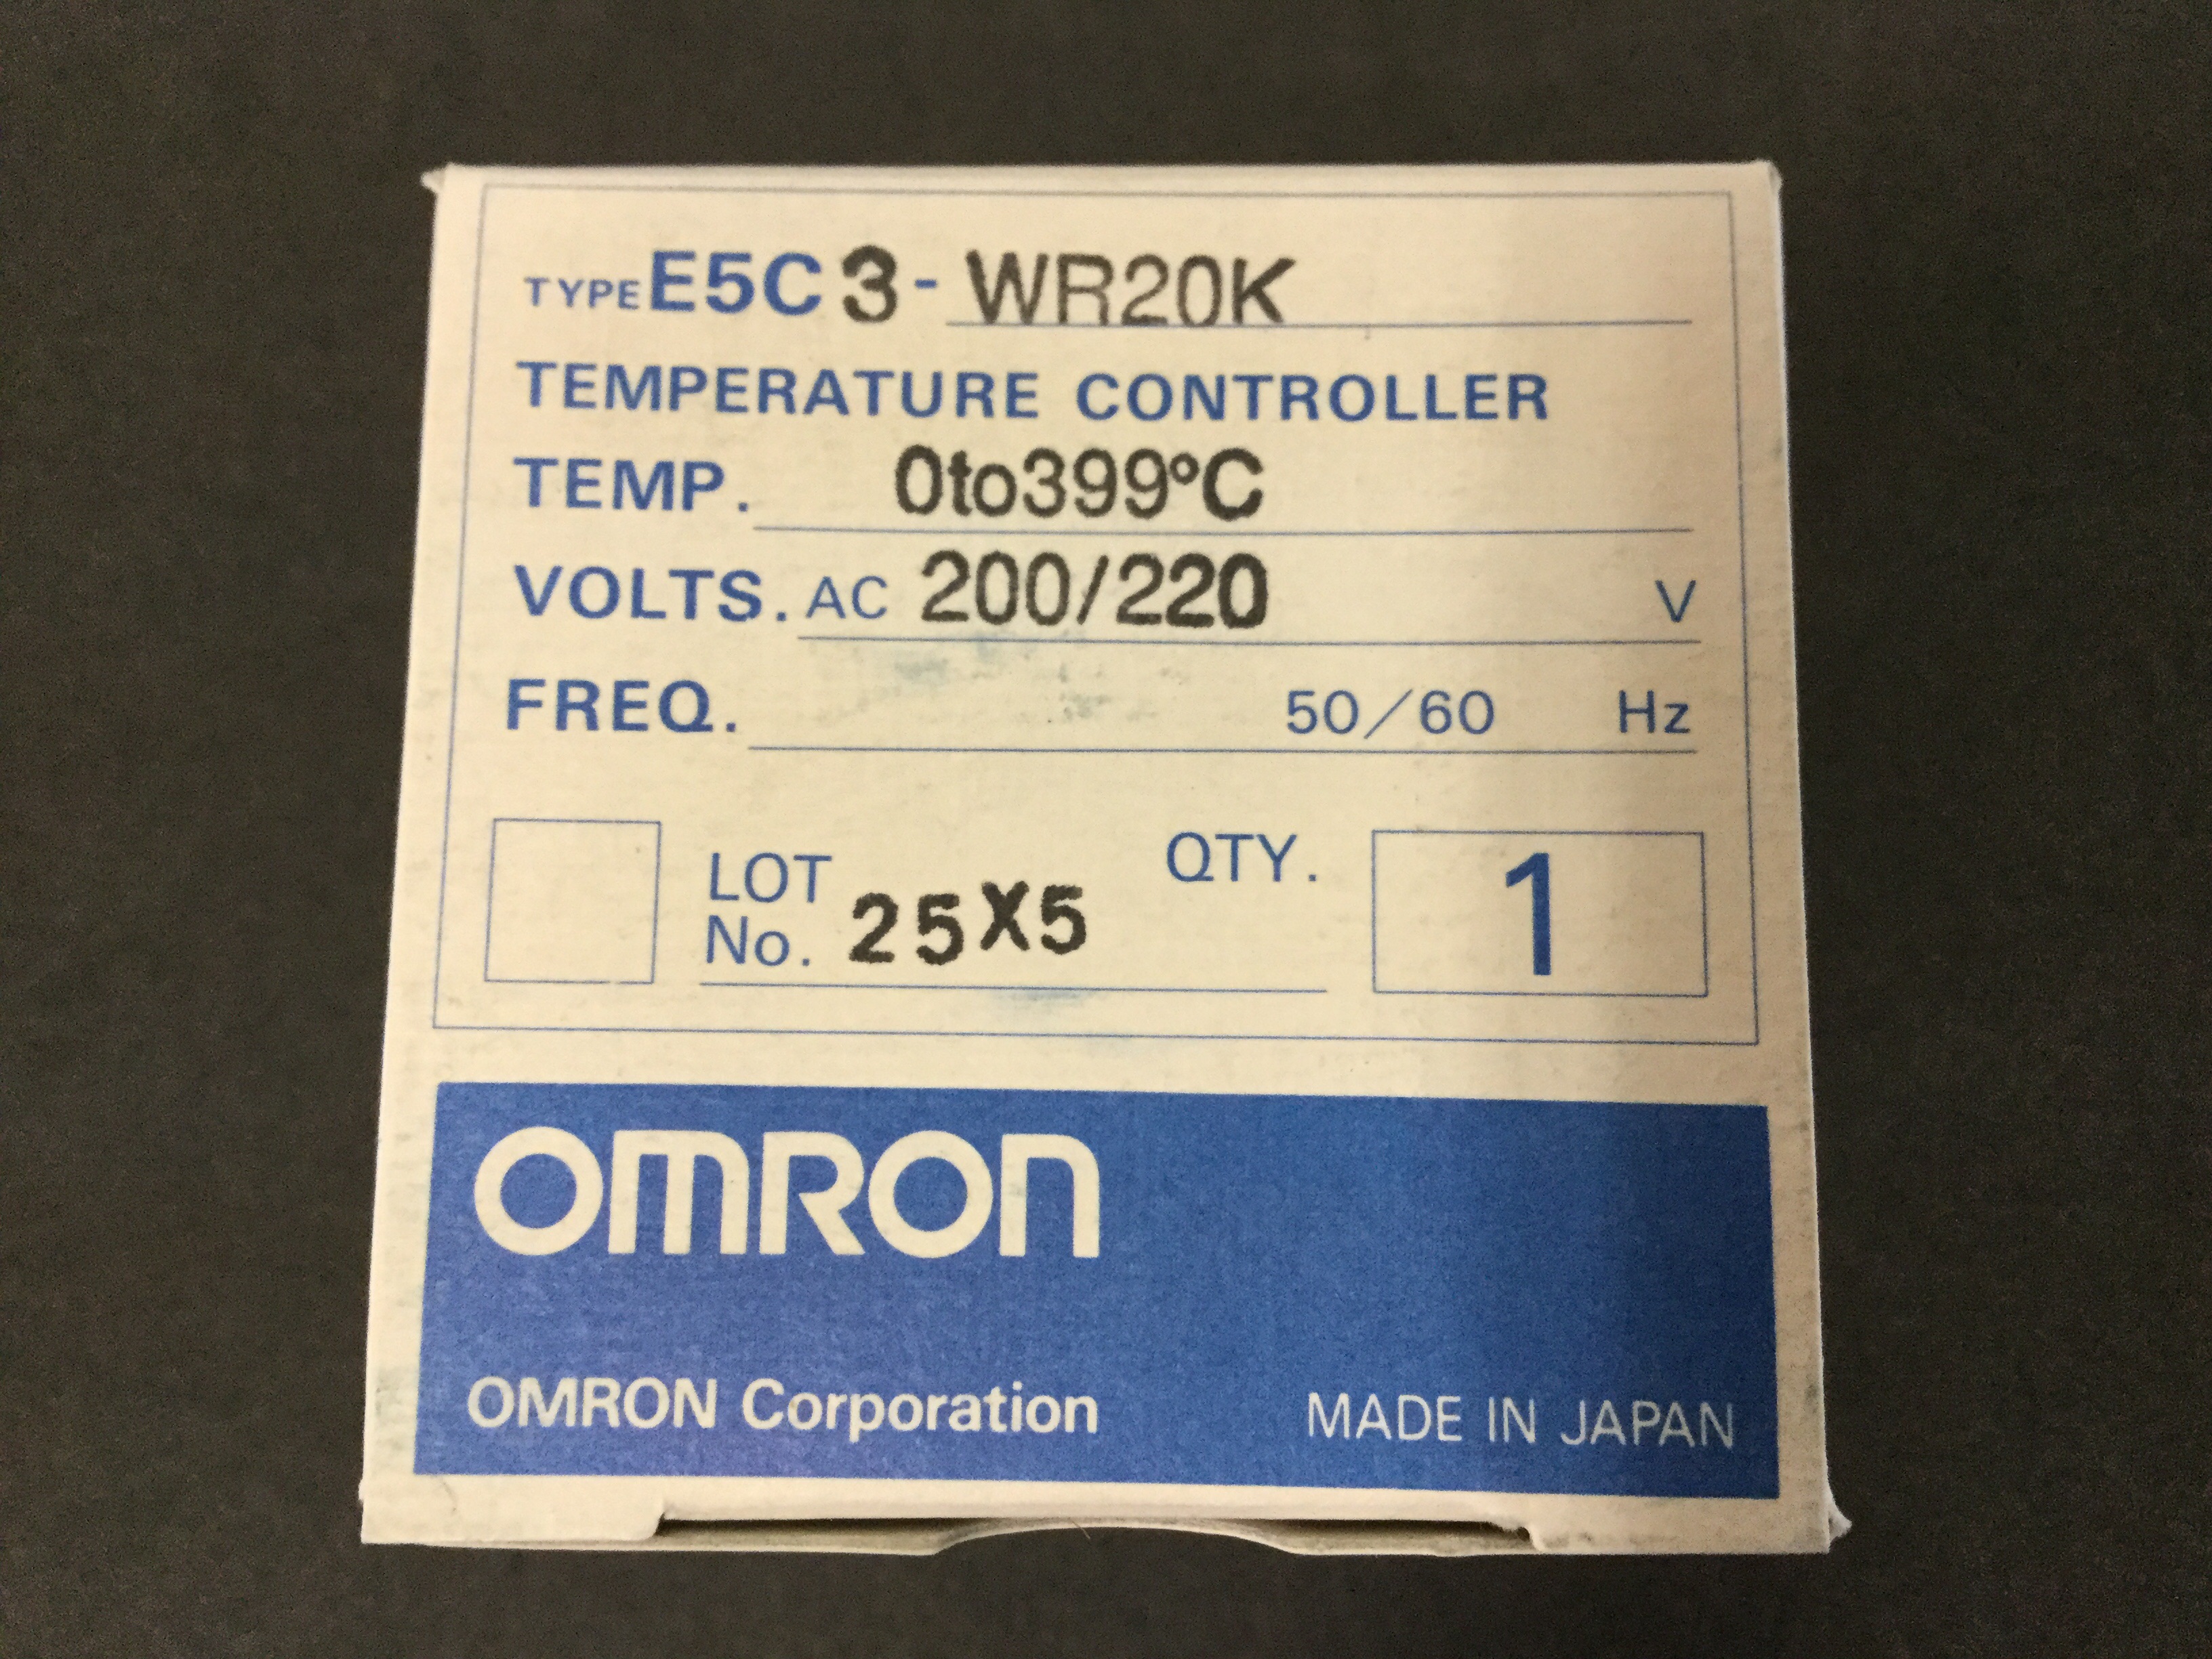 TYPE E5C3-WR20K
TEMPERATURE CONTROLLER
TEMP. 0to399°C
VOLTS. AC 200/220 V
FREQ. 50/60 Hz
LOT No. 25X5
QTY. 1
OMRON
OMRON Corporation
MADE IN JAPAN